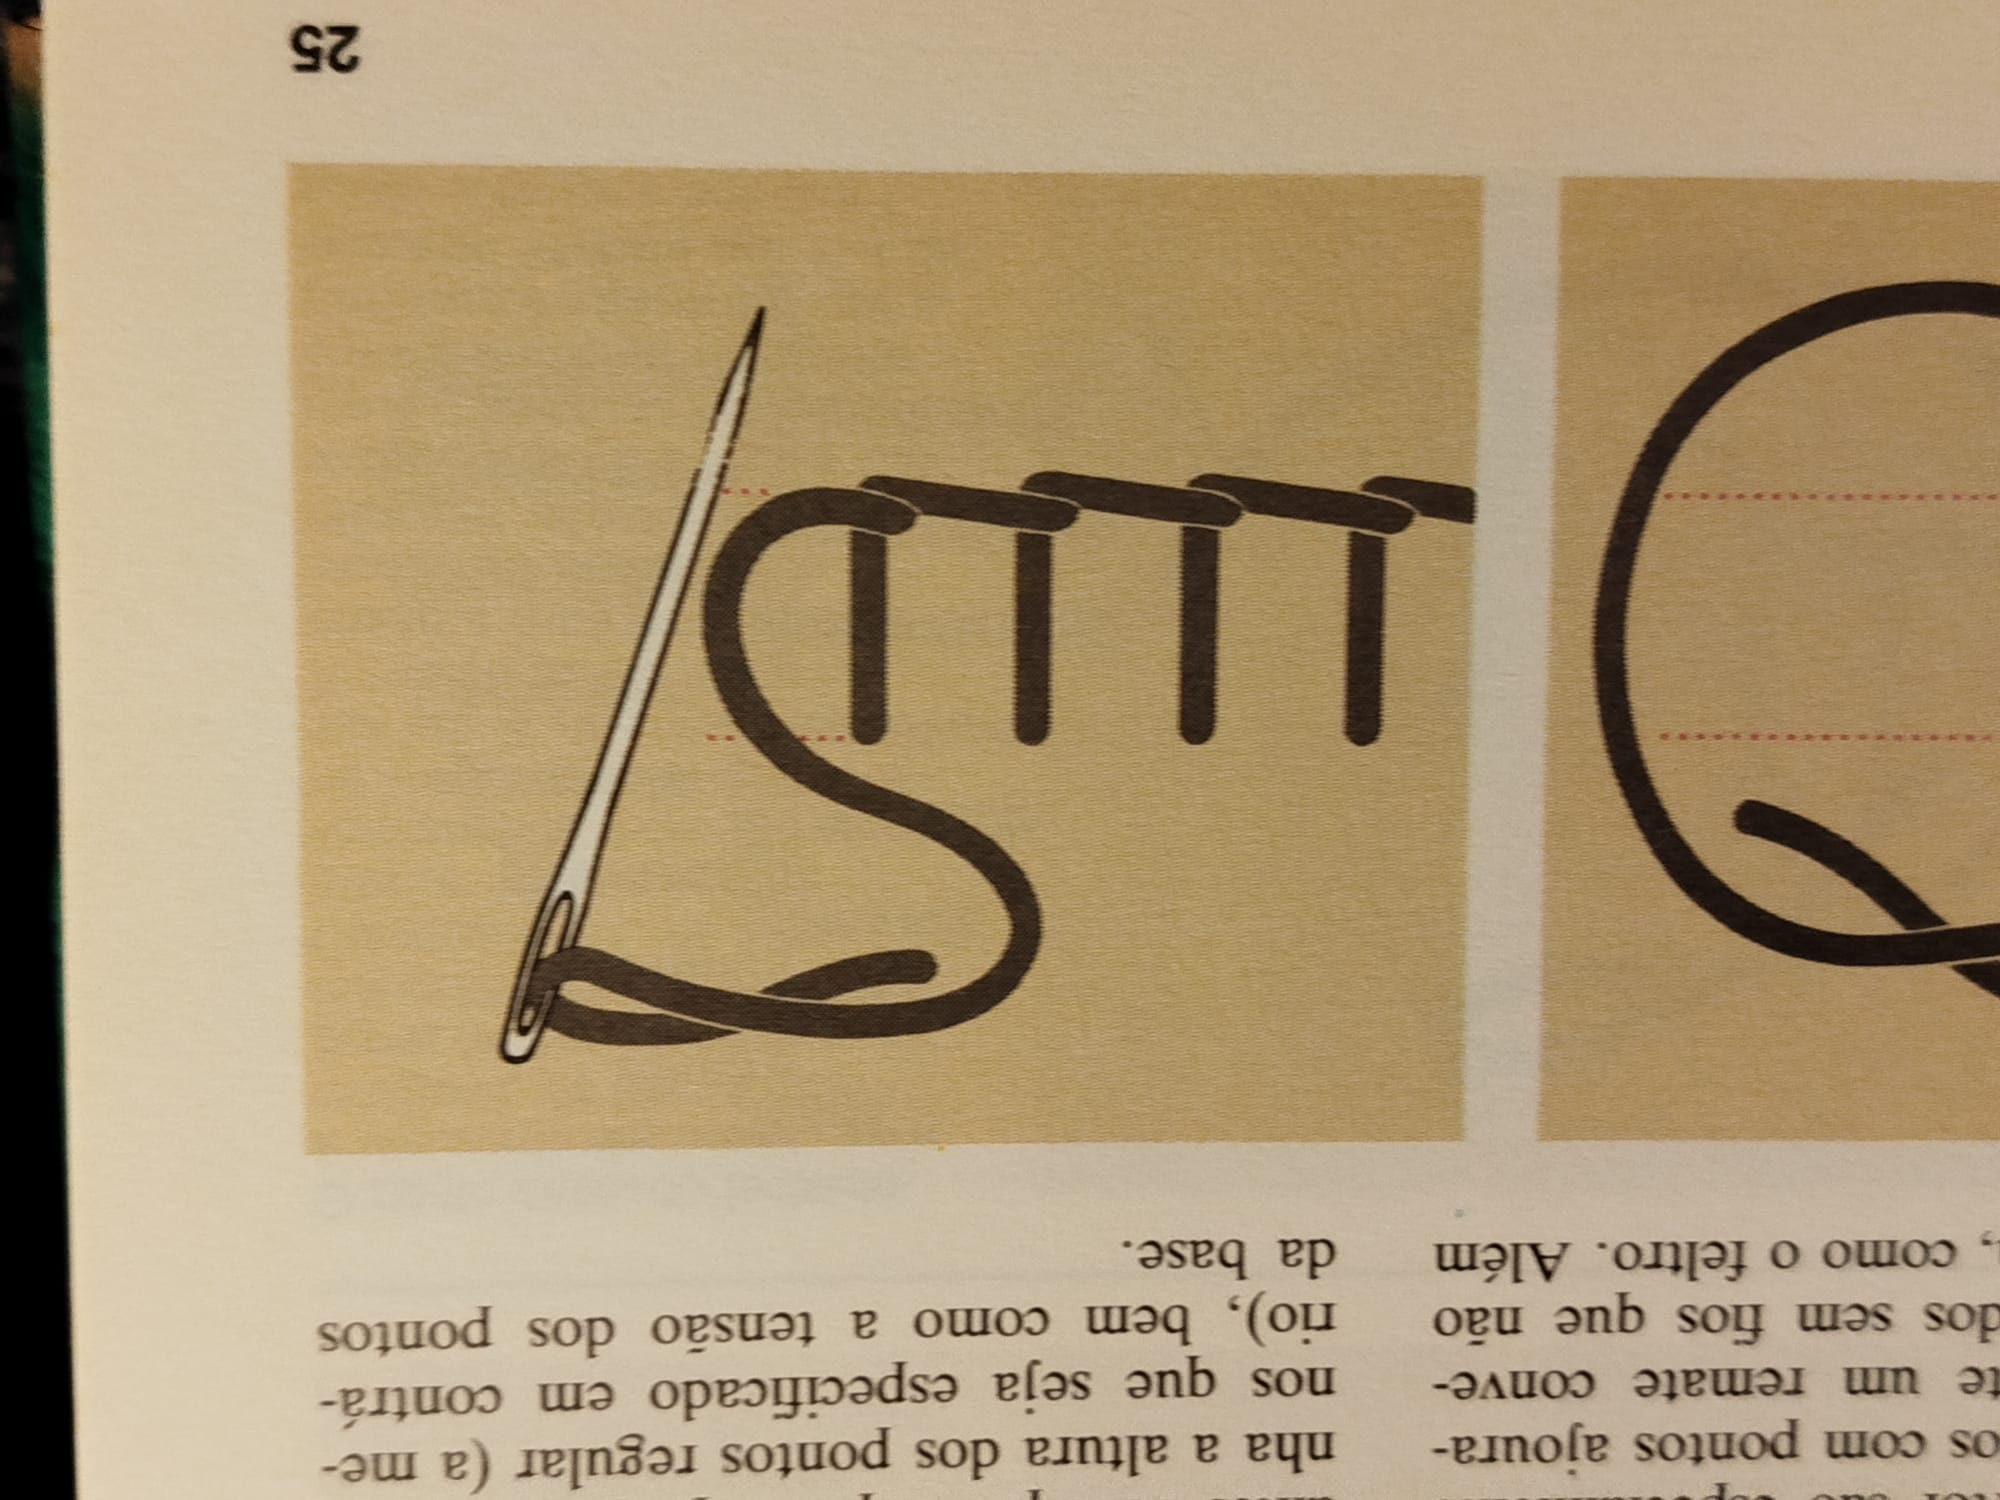 os com pontos ajoura-
te um remate conve-
dos sem fios que não
, como o feltro. Além
nha a altura dos pontos regular (a me-
nos que seja especificado em contrá-
rio), bem como a tensão dos pontos
da base.
25